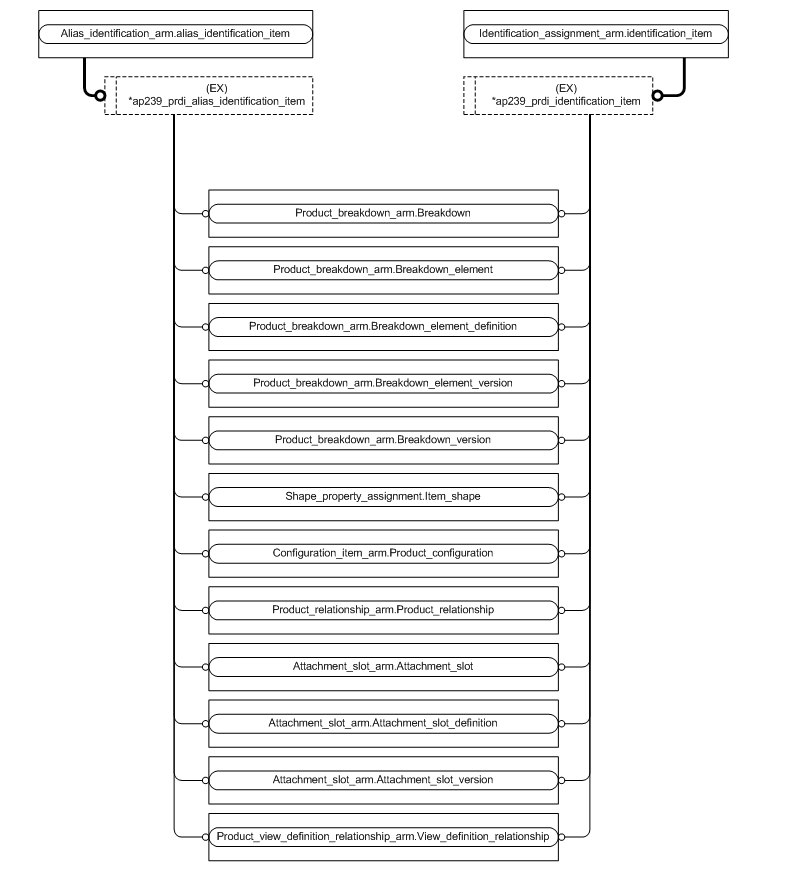 Alias_identification_arm.alias_identification_item
Identification_assignment_arm.identification_item
(EX)
*ap239_prdi_alias_identification_item
(EX)
*ap239_prdi_identification_item
Product_breakdown_arm.Breakdown
Product_breakdown_arm.Breakdown_element
Product_breakdown_arm.Breakdown_element_definition
Product_breakdown_arm.Breakdown_element_version
Product_breakdown_arm.Breakdown_version
Shape_property_assignment.Item_shape
Configuration_item_arm.Product_configuration
Product_relationship_arm.Product_relationship
Attachment_slot_arm.Attachment_slot
Attachment_slot_arm.Attachment_slot_definition
Attachment_slot_arm.Attachment_slot_version
Product_view_definition_relationship_arm.View_definition_relationship